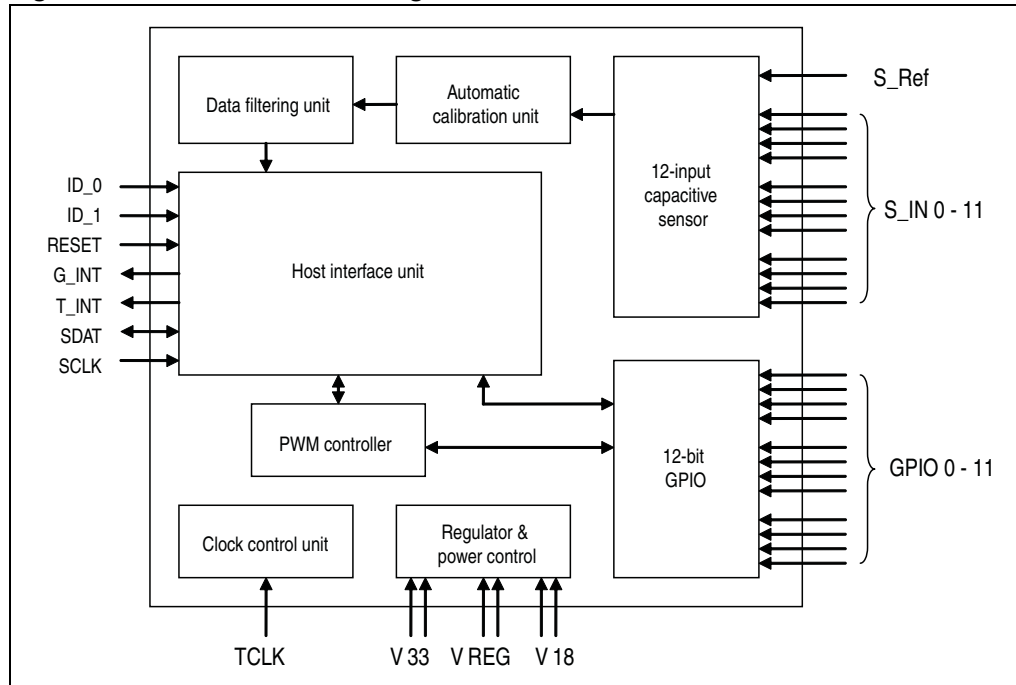 Data filtering unit
Automatic
calibration unit
S_Ref
12-input
capacitive
sensor
S_IN 0 - 11
ID_0
ID_1
RESET
G_INT
T_INT
SDAT
SCLK
Host interface unit
PWM controller
12-bit
GPIO
GPIO 0 - 11
Clock control unit
Regulator &
power control
TCLK
V 33
V REG
V 18